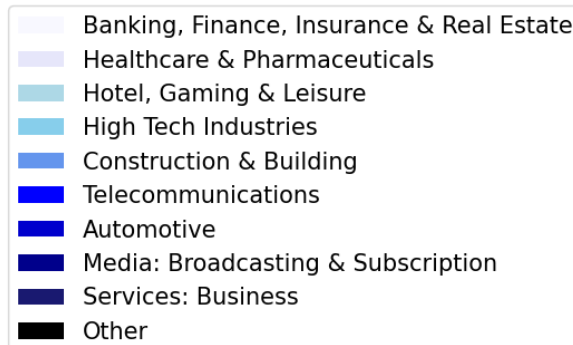 Banking, Finance, Insurance & Real Estate
Healthcare & Pharmaceuticals
Hotel, Gaming & Leisure
High Tech Industries
Construction & Building
Telecommunications
Automotive
Media: Broadcasting & Subscription
Services: Business
Other